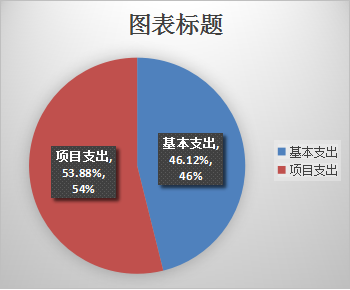 图表标题
基本支出,
46.12%,
46%
项目支出,
53.88%,
54%
基本支出
项目支出